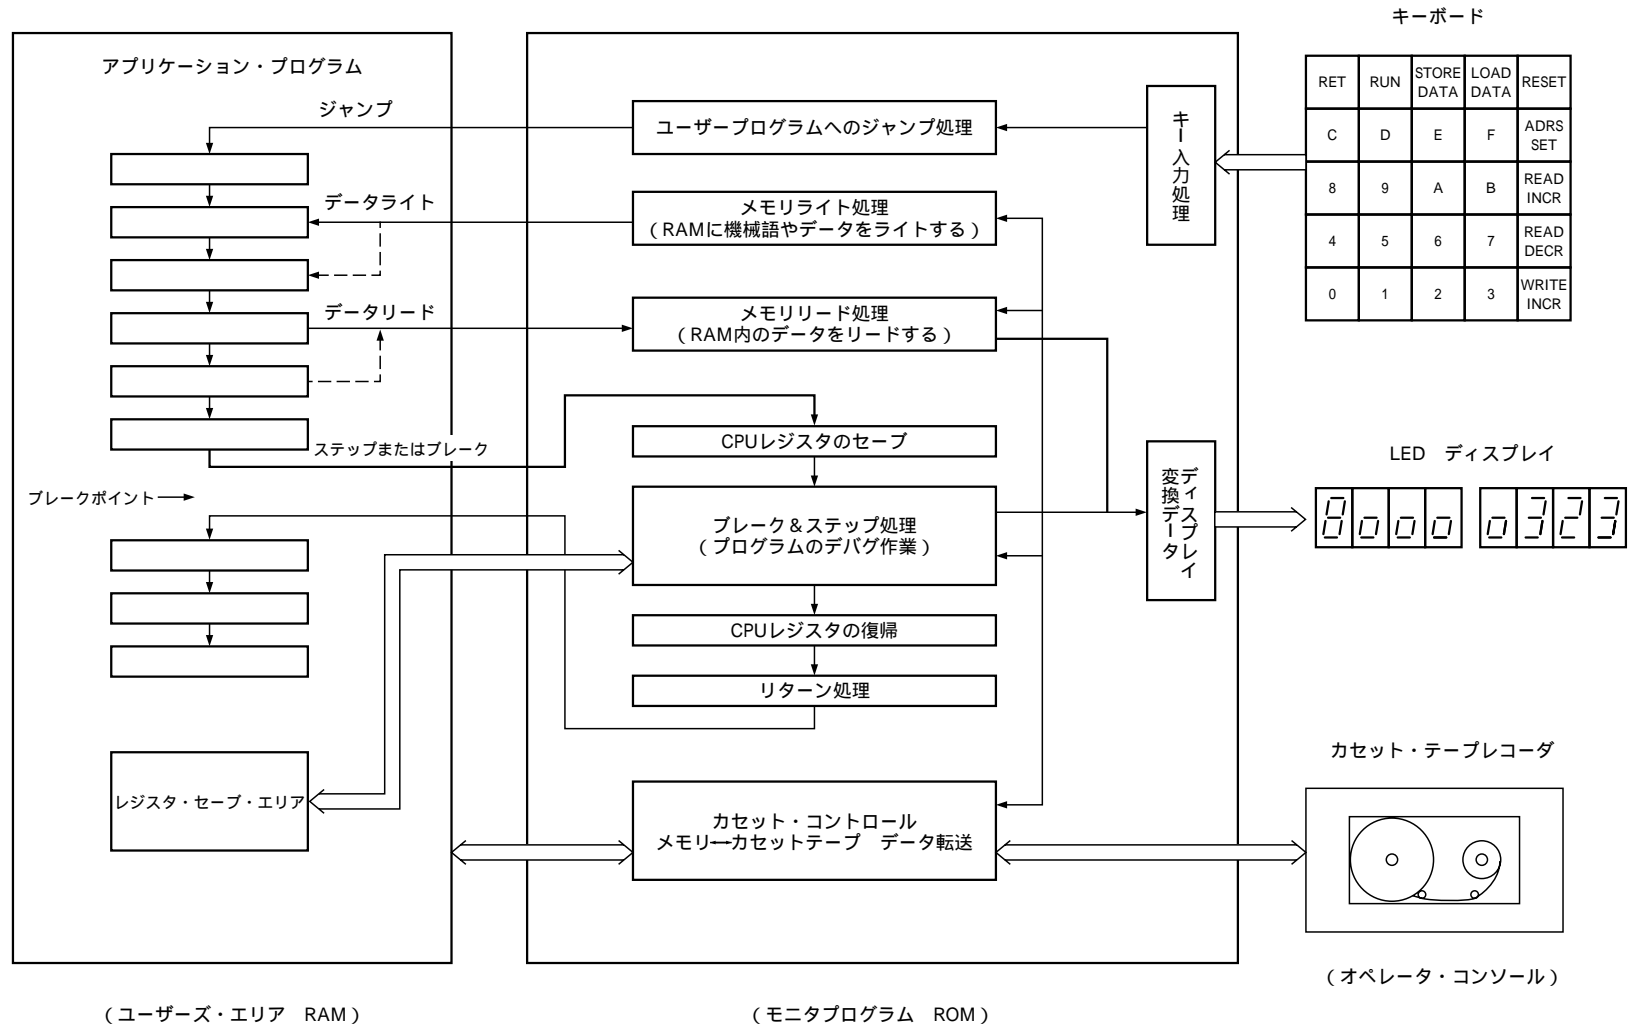 アプリケーション・プログラム
ジャンプ
データライト
データリード
ステップまたはブレーク
ブレークポイント
レジスタ・セーブ・エリア
(ユーザーズ・エリア RAM)
ユーザープログラムへのジャンプ処理
メモリライト処理
(RAMに機械語やデータをライトする)
メモリリード処理
(RAM内のデータをリードする)
CPUレジスタのセーブ
ブレーク&ステップ処理
(プログラムのデバグ作業)
CPUレジスタの復帰
リターン処理
カセット・コントロール
メモリ↔カセットテープ データ転送
キー入力処理
ディスプレイ
変換データ
(モニタプログラム ROM)
キーボード
RET RUN STORE DATA LOAD DATA RESET
C D E F ADRS SET
8 9 A B READ INCR
4 5 6 7 READ DECR
0 1 2 3 WRITE INCR
LED ディスプレイ
8ooo o323
カセット・テープレコーダ
(オペレータ・コンソール)